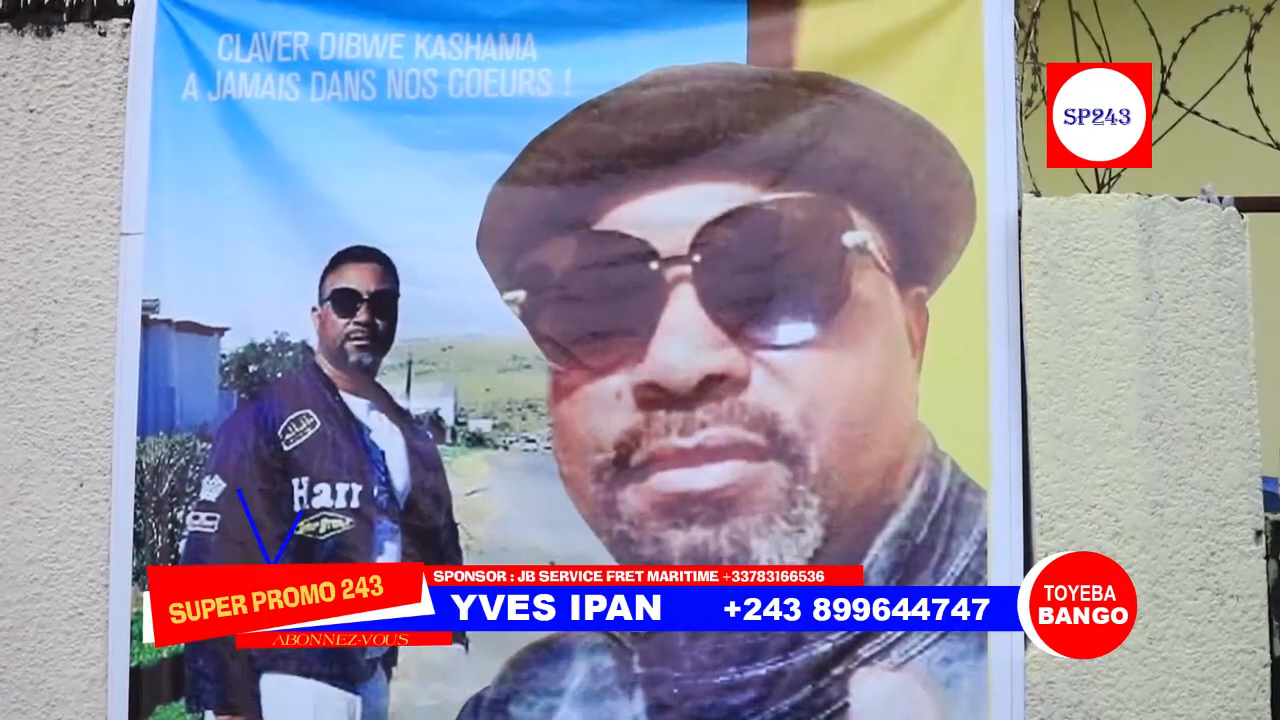 CLAVER DIBWE KASHAMA
A JAMAIS DANS NOS COEURS !
SP243
Harr
SPONSOR : JB SERVICE FRET MARITIME +33783166536
SUPER PROMO 243
YVES IPAN +243 899644747
TOYEBA
BANGO
ABONNEZ-VOUS